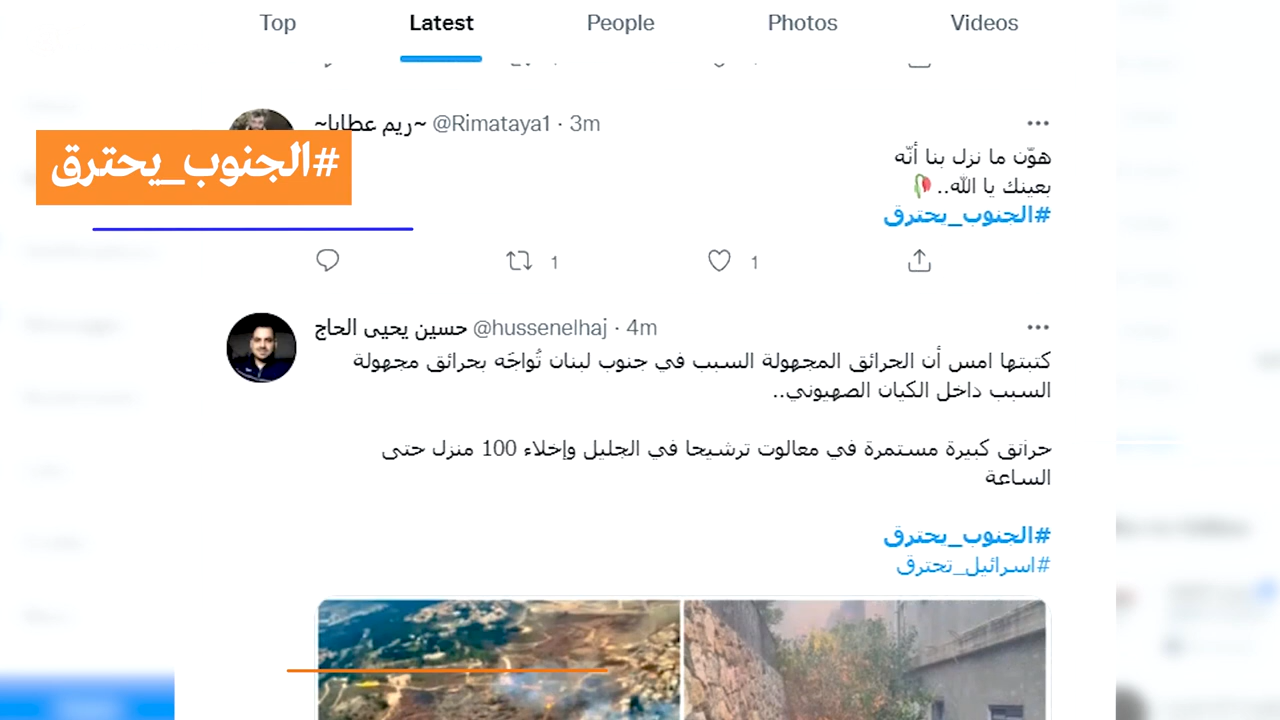 Top Latest People Photos Videos
~ريم عطايا~ @Rimataya1 · 3m
#الجنوب_يحترق
هوّن ما نزل بنا أنّه
بعينك يا الله..
#الجنوب_يحترق
1 1
حسين يحيى الحاج @hussenelhaj · 4m
كتبتها امس أن الحرائق المجهولة السبب في جنوب لبنان تُواجَه بحرائق مجهولة
السبب داخل الكيان الصهيوني..
حرائق كبيرة مستمرة في معالوت ترشيحا في الجليل وإخلاء 100 منزل حتى
الساعة
#الجنوب_يحترق
#اسرائيل_تحترق